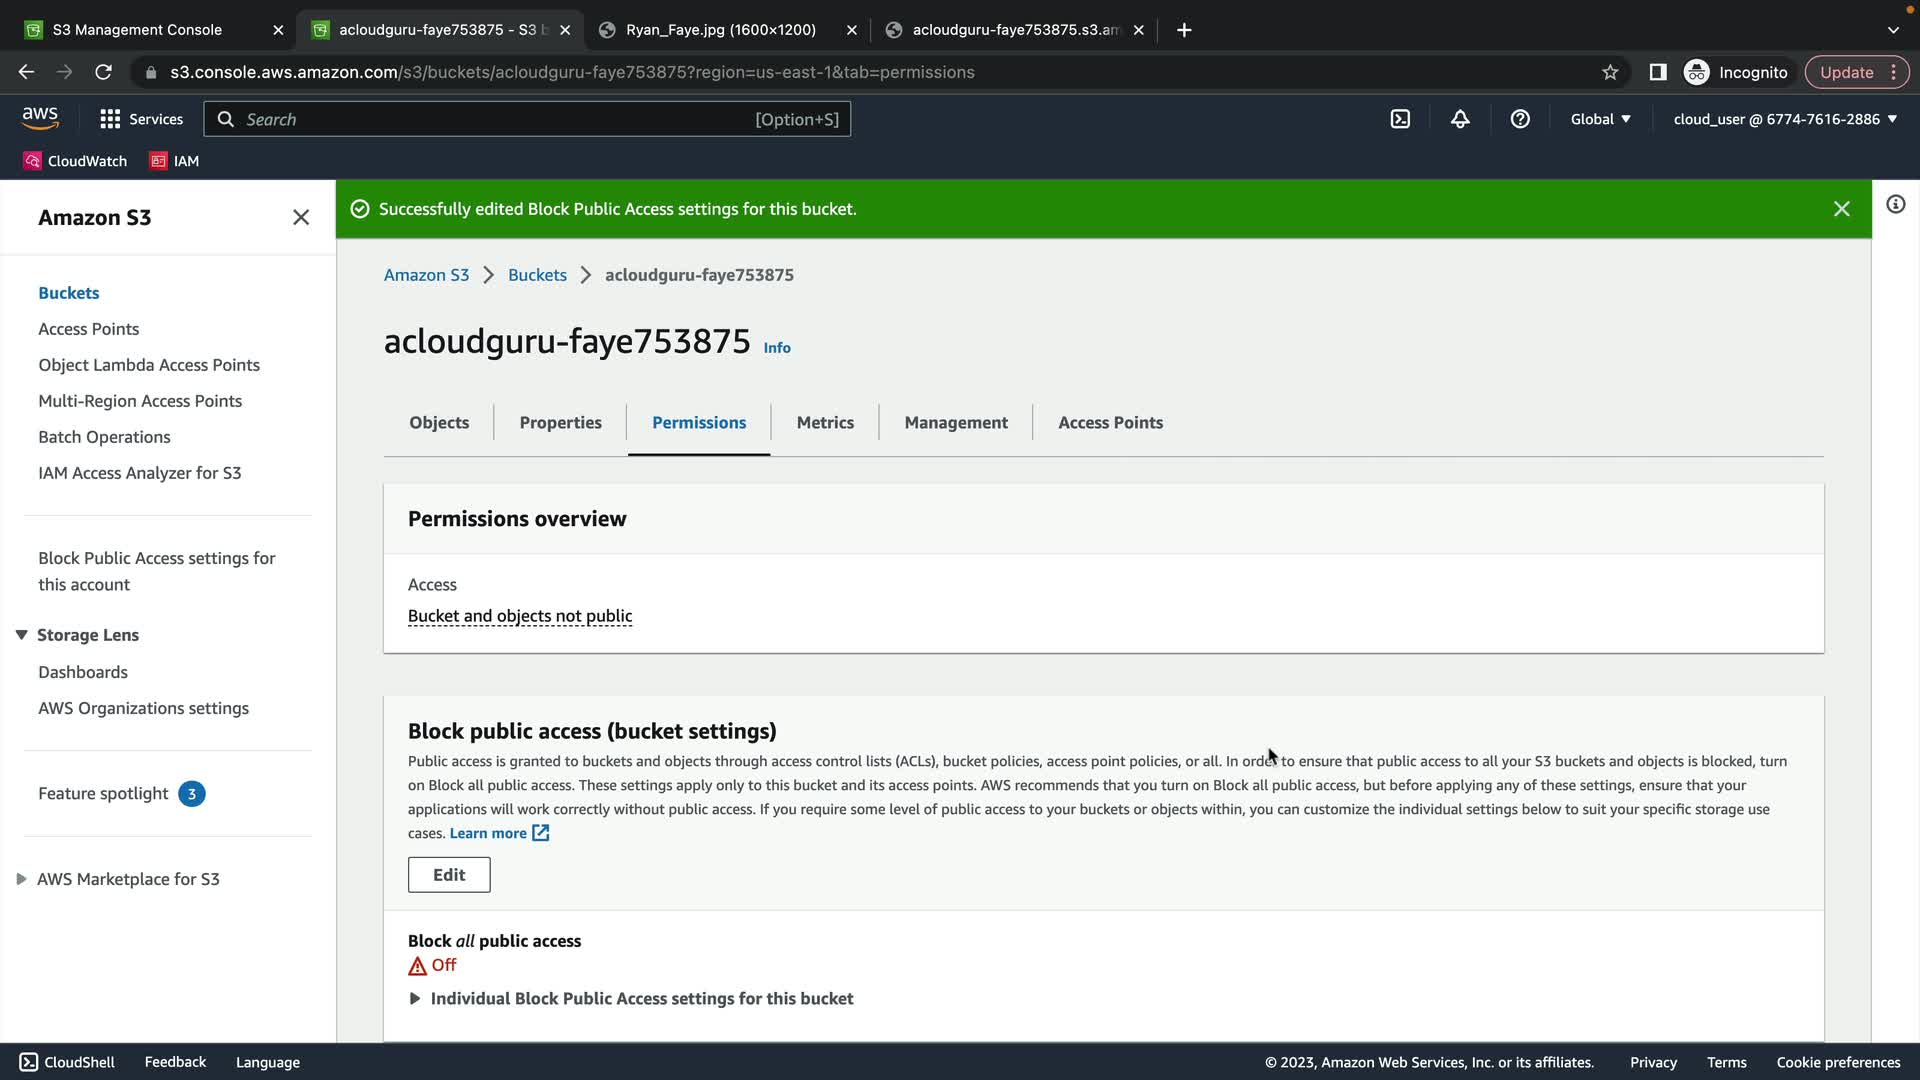 S3 Management Console
acloudguru-faye753875 - S3 b
Ryan_Faye.jpg (1600×1200)
acloudguru-faye753875.s3.am
s3.console.aws.amazon.com/s3/buckets/acloudguru-faye753875?region=us-east-1&tab=permissions
Incognito
Update
aws
Services
Search
[Option+S]
Global
cloud_user @ 6774-7616-2886
CloudWatch
IAM
Amazon S3
Buckets
Access Points
Object Lambda Access Points
Multi-Region Access Points
Batch Operations
IAM Access Analyzer for S3
Block Public Access settings for
this account
Storage Lens
Dashboards
AWS Organizations settings
Feature spotlight 3
AWS Marketplace for S3
Successfully edited Block Public Access settings for this bucket.
Amazon S3 > Buckets > acloudguru-faye753875
acloudguru-faye753875 Info
Objects
Properties
Permissions
Metrics
Management
Access Points
Permissions overview
Access
Bucket and objects not public
Block public access (bucket settings)
Public access is granted to buckets and objects through access control lists (ACLs), bucket policies, access point policies, or all. In order to ensure that public access to all your S3 buckets and objects is blocked, turn
on Block all public access. These settings apply only to this bucket and its access points. AWS recommends that you turn on Block all public access, but before applying any of these settings, ensure that your
applications will work correctly without public access. If you require some level of public access to your buckets or objects within, you can customize the individual settings below to suit your specific storage use
cases. Learn more
Edit
Block all public access
Off
Individual Block Public Access settings for this bucket
CloudShell
Feedback
Language
© 2023, Amazon Web Services, Inc. or its affiliates.
Privacy
Terms
Cookie preferences